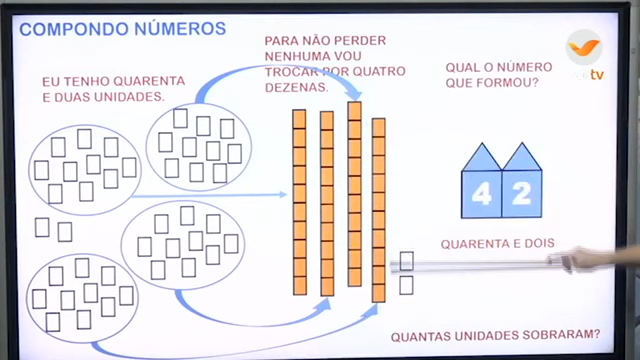 COMPONDO NÚMEROS
EU TENHO QUARENTA
E DUAS UNIDADES.
PARA NÃO PERDER
NENHUMA VOU
TROCAR POR QUATRO
DEZENAS.
QUAL O NÚMERO
QUE FORMOU?
tv
4 2
QUARENTA E DOIS
QUANTAS UNIDADES SOBRARAM?